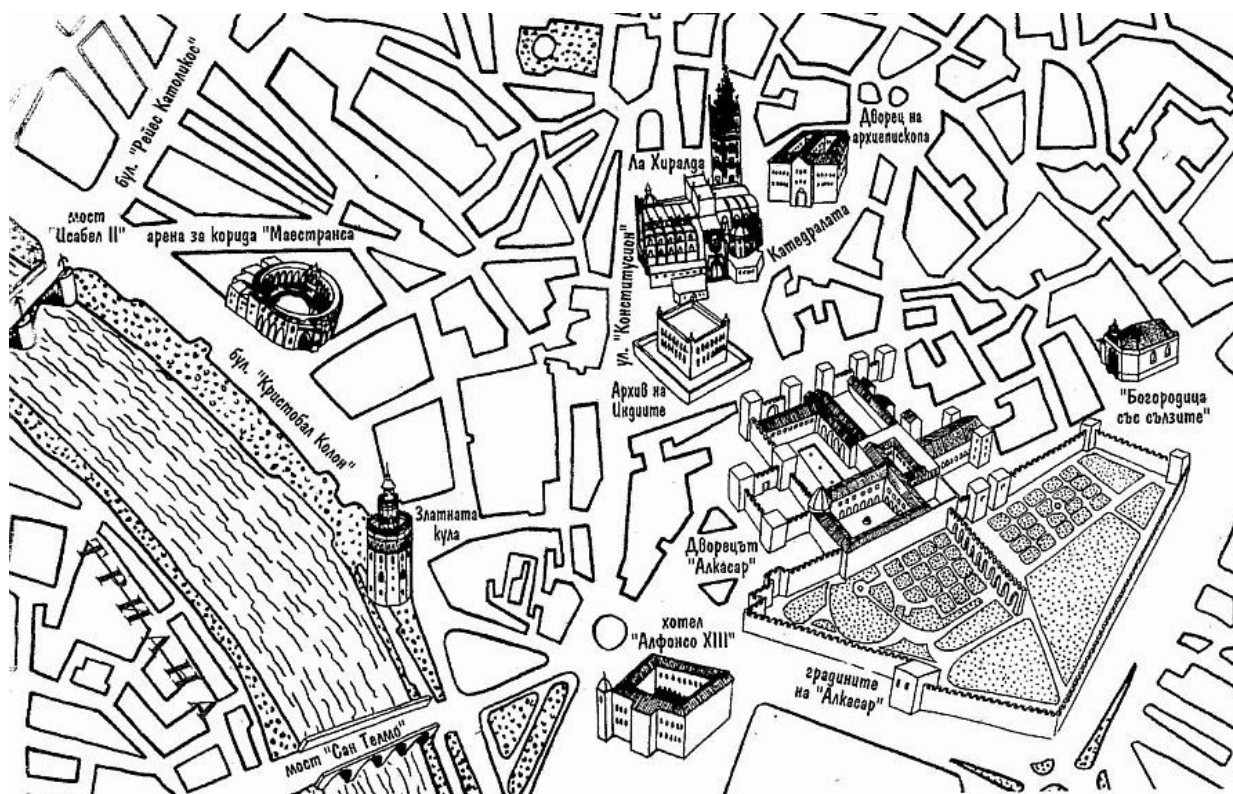 бул. "Рейес Католикос"
мост
"Исабел II"
арена за корида "Маестранса"
Ла Хиралда
Дворец на
архиепископа
Катедралата
ул. "Конститусион"
Архив на
Индиите
"Богородица
със сълзите"
бул. "Кристобал Колон"
Златната
кула
Дворецът
"Алкасар"
хотел
"Алфонсо XIII"
градините
на "Алкасар"
ТРИАНА
мост "Сан Телмо"